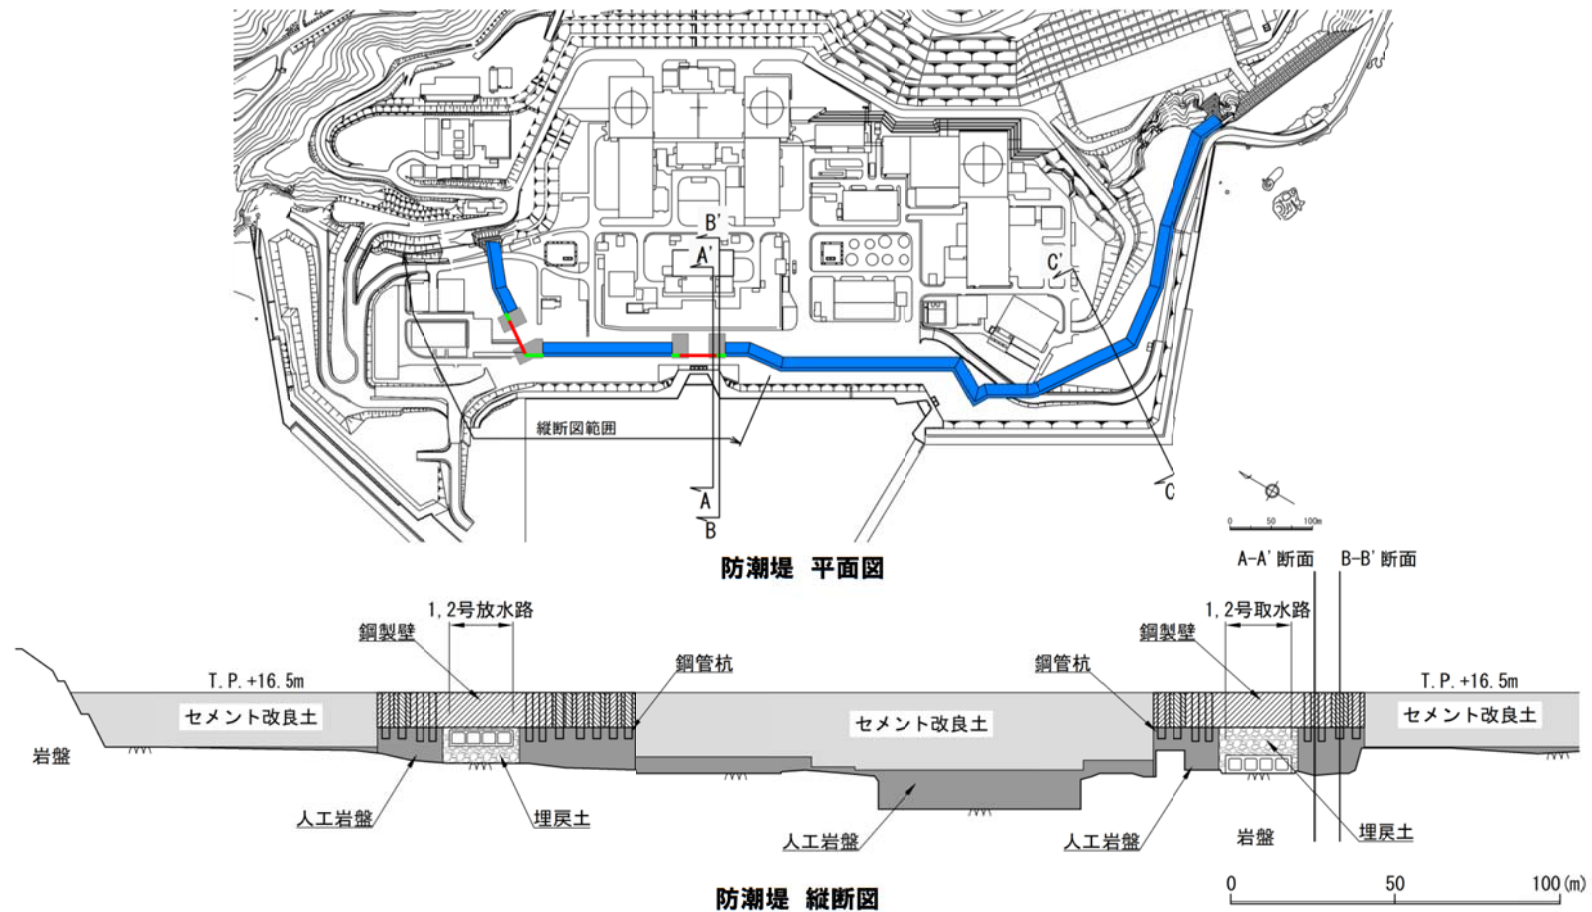 B'
A'
C'
縦断図範囲
A
B
C
0 50 100m
防潮堤 平面図
A-A' 断面
B-B' 断面
1,2号放水路
1,2号取水路
鋼製壁
鋼製壁
鋼管杭
鋼管杭
T.P.+16.5m
T.P.+16.5m
セメント改良土
セメント改良土
セメント改良土
岩盤
人工岩盤
埋戻土
人工岩盤
人工岩盤
岩盤
埋戻土
防潮堤 縦断図
0 50 100(m)